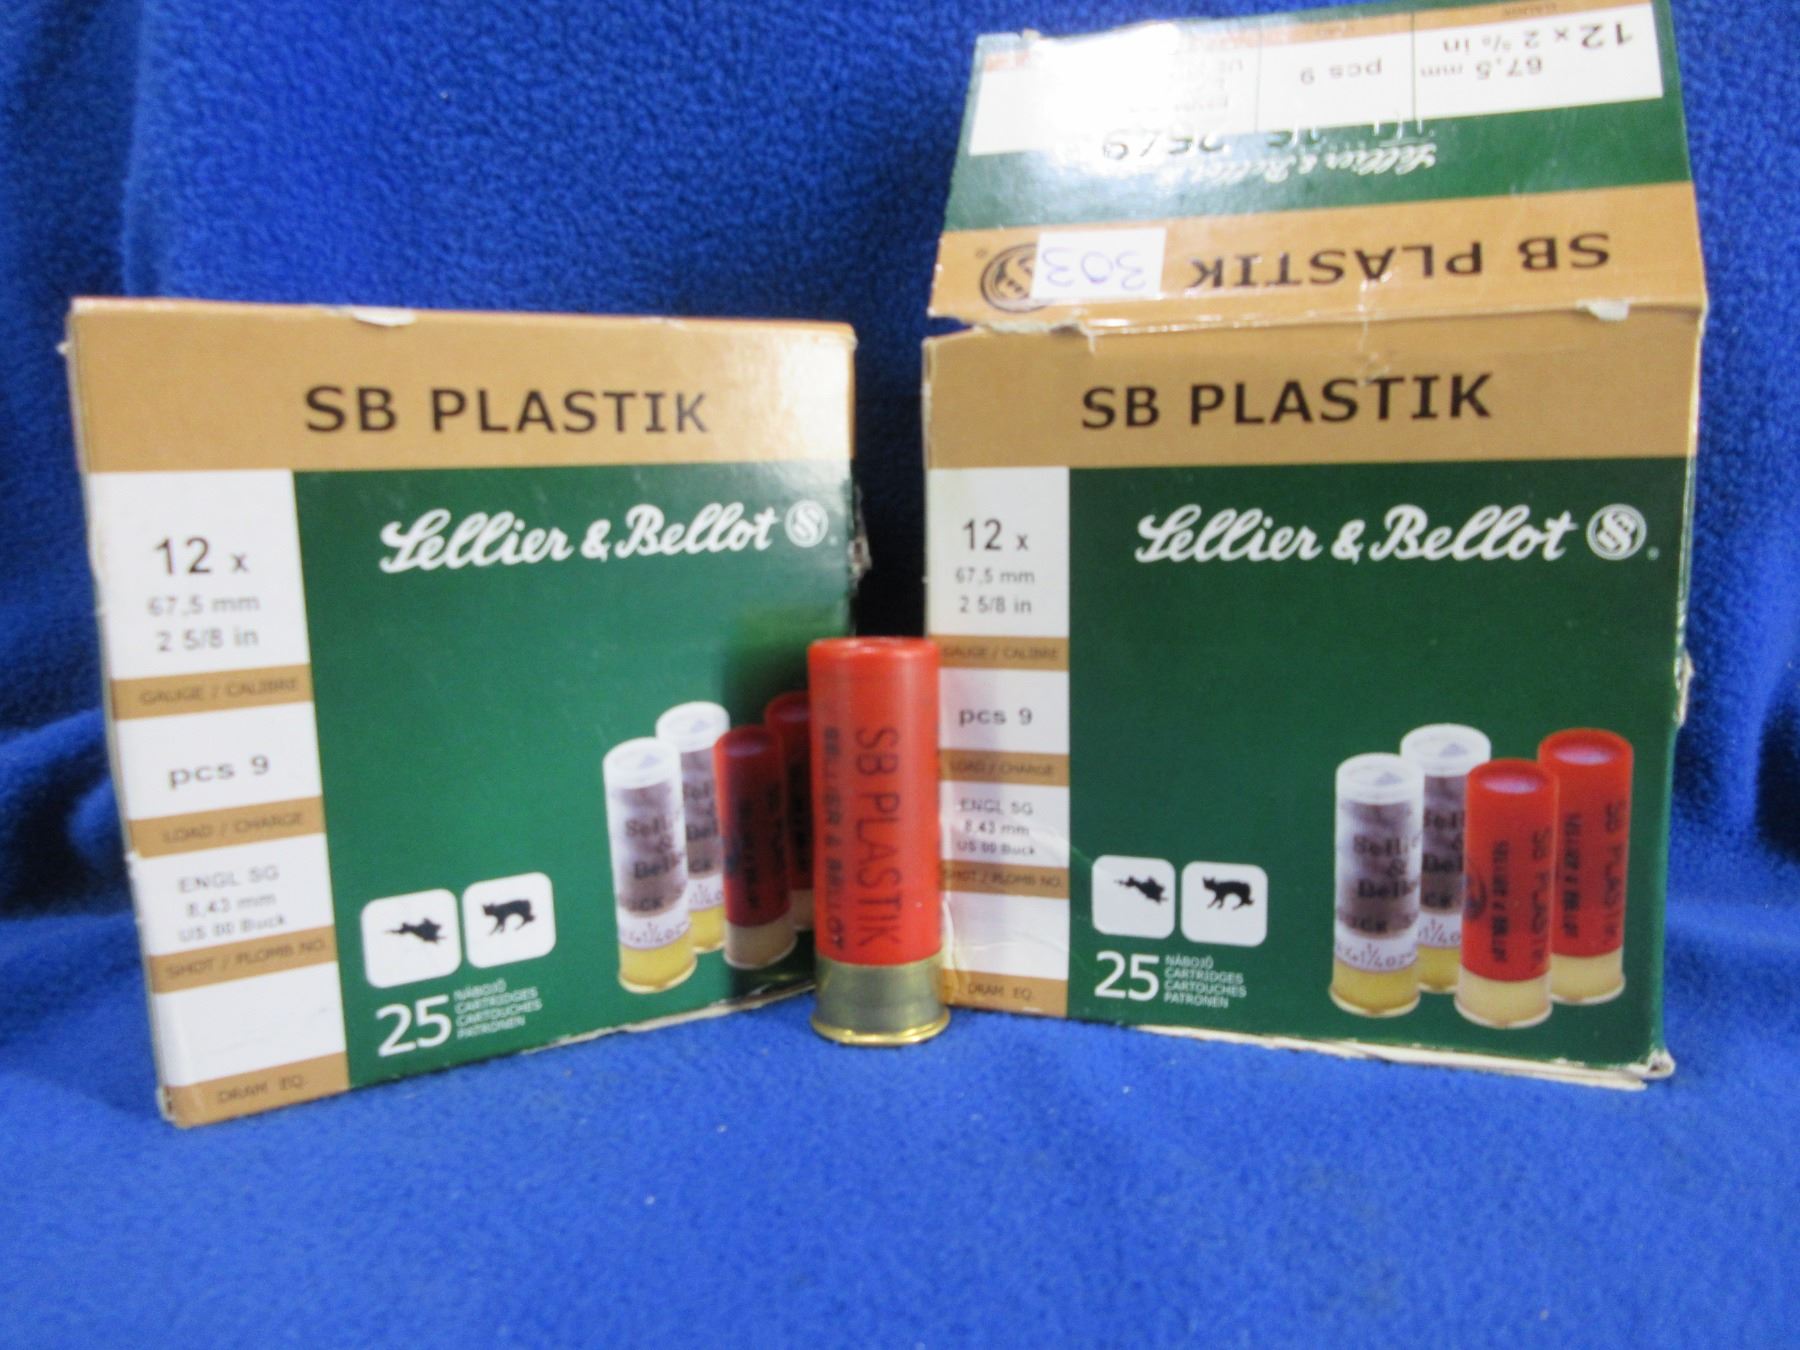 SB PLASTIK
Lellier & Bellot
12 x
67,5 mm
2 5/8 in
GAUGE / CALIBRE
pcs 9
LOAD / CHARGE
ENGL SG
8,43 mm
US 00 Buck
SHOT / PLOMB NO.
DRAM EQ.
25
NÁBOJŮ
CARTRIDGES
CARTOUCHES
PATRONEN
SB PLASTIK
SELLIER & BELLOT
12 x 2 5/8 in
67,5 mm
pcs 9
Sellier & Bellot
SB PLASTIK
303
SB PLASTIK
Sellier & Bellot
12 x
67,5 mm
2 5/8 in
GAUGE / CALIBRE
pcs 9
LOAD / CHARGE
ENGL SG
8,43 mm
US 00 Buck
SHOT / PLOMB NO.
DRAM EQ.
25
NÁBOJŮ
CARTRIDGES
CARTOUCHES
PATRONEN